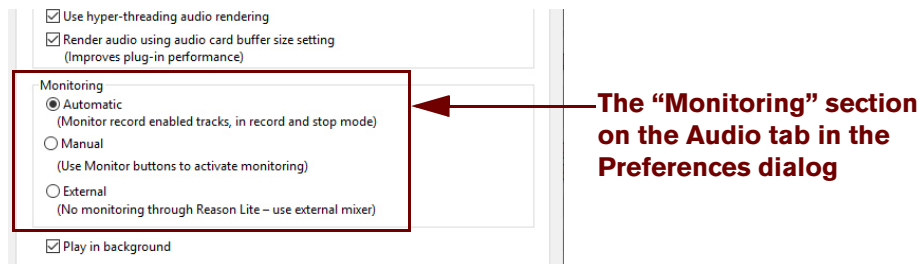 Use hyper-threading audio rendering
Render audio using audio card buffer size setting
(Improves plug-in performance)
Monitoring
Automatic
(Monitor record enabled tracks, in record and stop mode)
Manual
(Use Monitor buttons to activate monitoring)
External
(No monitoring through Reason Lite – use external mixer)
Play in background
The “Monitoring” section
on the Audio tab in the
Preferences dialog